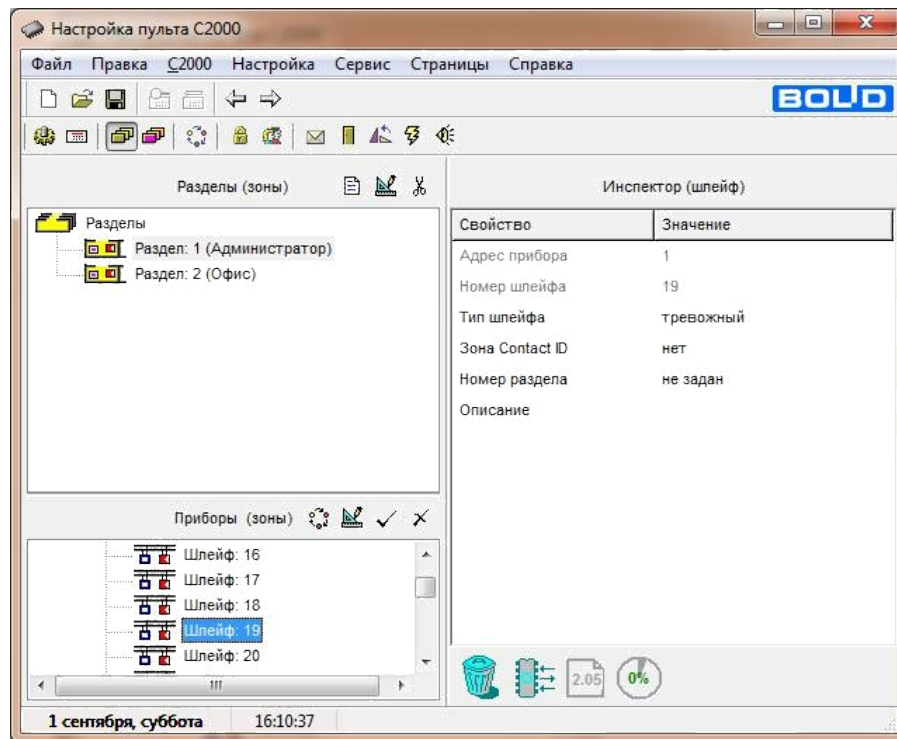 Настройка пульта С2000
Файл Правка С2000 Настройка Сервис Страницы Справка
BOLID
Разделы (зоны)
Разделы
Раздел: 1 (Администратор)
Раздел: 2 (Офис)
Приборы (зоны)
Шлейф: 16
Шлейф: 17
Шлейф: 18
Шлейф: 19
Шлейф: 20
Инспектор (шлейф)
Свойство Значение
Адрес прибора 1
Номер шлейфа 19
Тип шлейфа тревожный
Зона Contact ID нет
Номер раздела не задан
Описание
2.05 0%
1 сентября, суббота 16:10:37